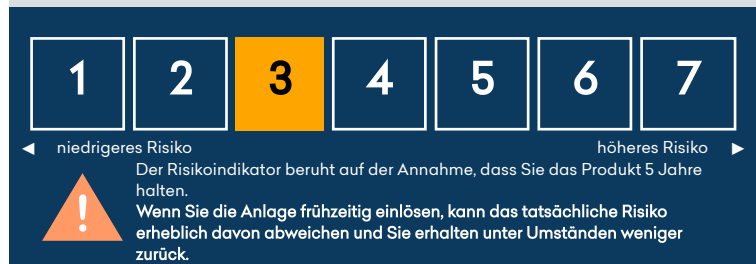 1 2 3 4 5 6 7
◄ niedrigeres Risiko höheres Risiko ►
Der Risikoindikator beruht auf der Annahme, dass Sie das Produkt 5 Jahre
halten.
!
Wenn Sie die Anlage frühzeitig einlösen, kann das tatsächliche Risiko
erheblich davon abweichen und Sie erhalten unter Umständen weniger
zurück.